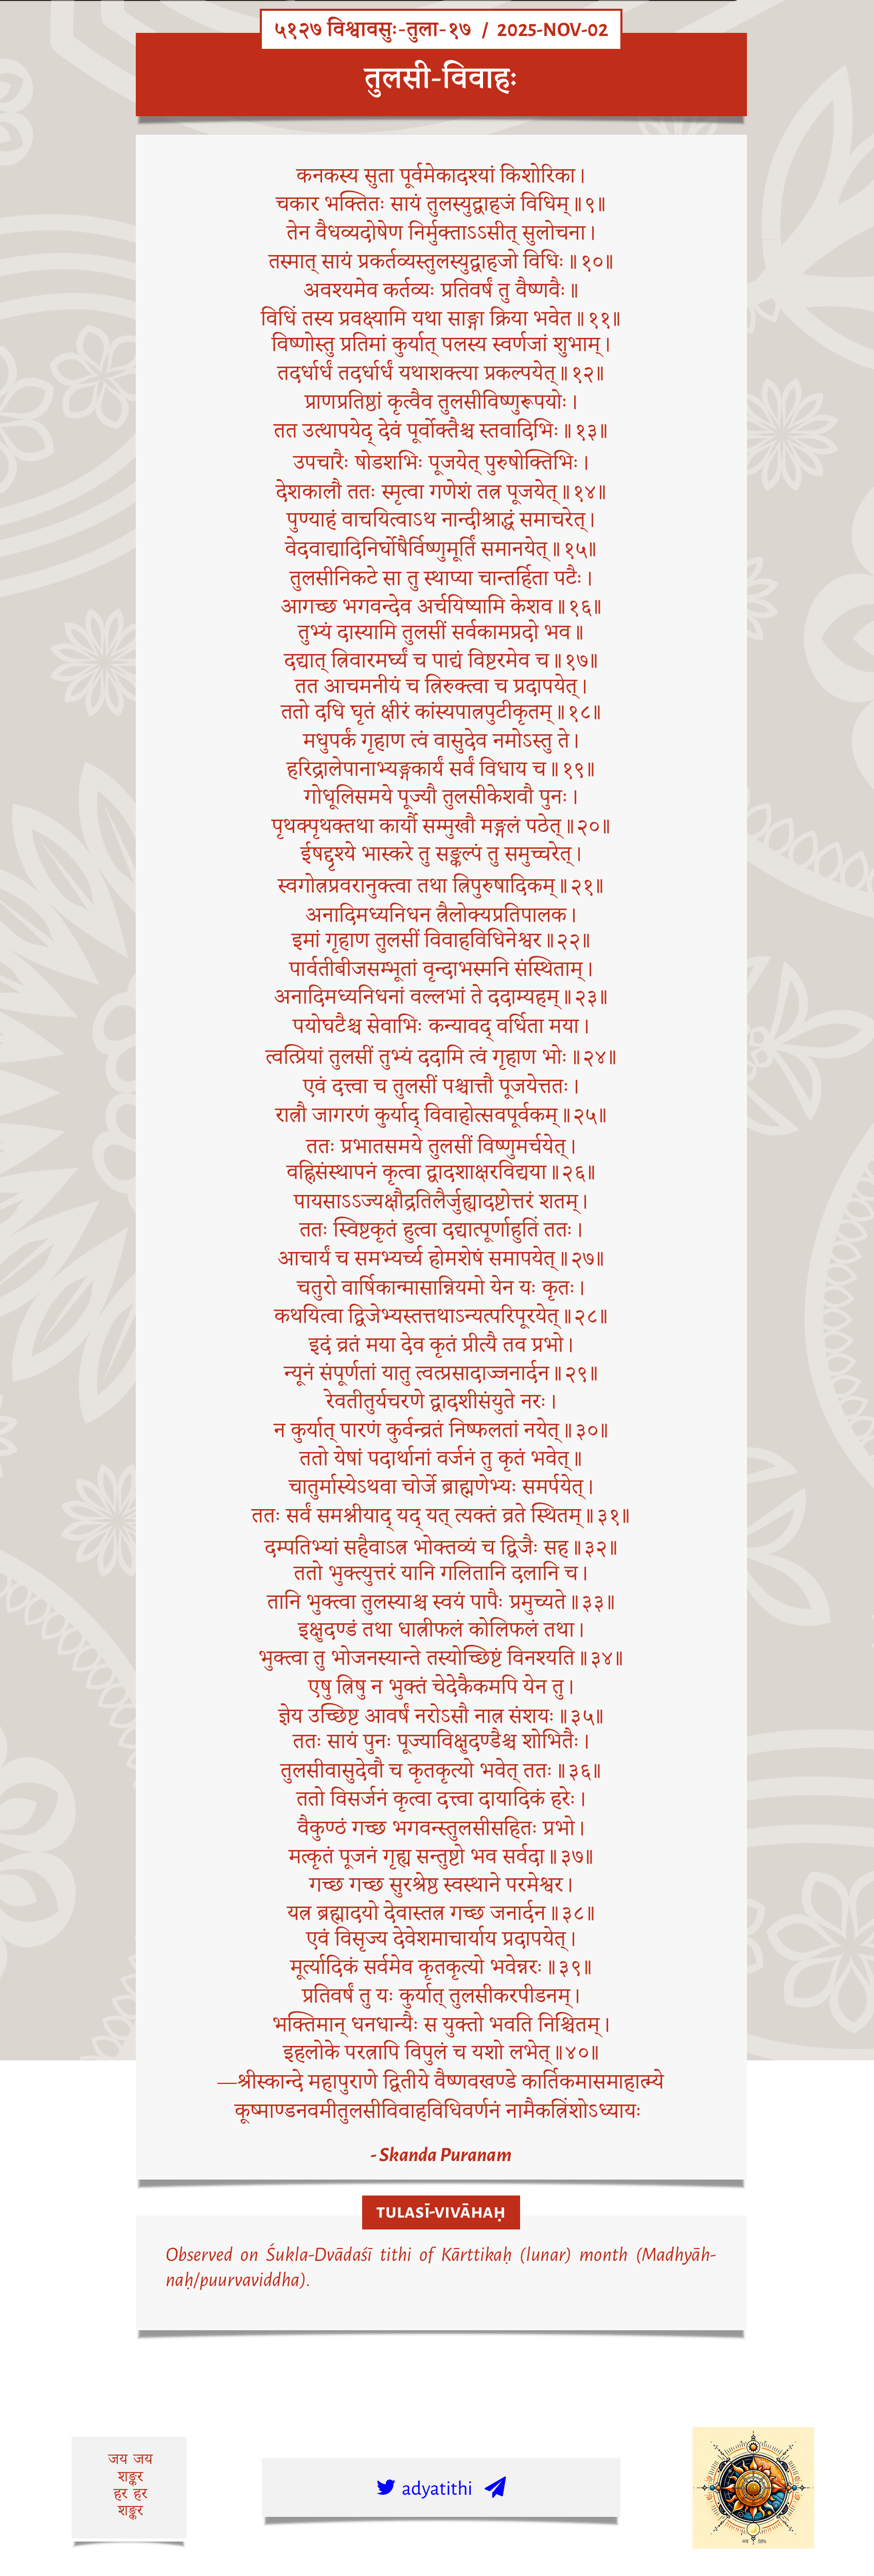 ५१२७ विश्वावसुः-तुला-१७ / 2025-NOV-02
तुलसी-विवाहः
कनकस्य सुता पूर्वमेकादश्यां किशोरिका।
चकार भक्तितः सायं तुलस्युद्वाहजं विधिम्॥९॥
तेन वैधव्यदोषेण निर्मुक्ताऽऽसीत् सुलोचना।
तस्मात् सायं प्रकर्तव्यस्तुलस्युद्वाहजो विधिः॥१०॥
अवश्यमेव कर्तव्यः प्रतिवर्षं तु वैष्णवैः॥
विधिं तस्य प्रवक्ष्यामि यथा साङ्गा क्रिया भवेत॥११॥
विष्णोस्तु प्रतिमां कुर्यात् पलस्य स्वर्णजां शुभाम्।
तदर्धार्धं तदर्धार्धं यथाशक्त्या प्रकल्पयेत्॥१२॥
प्राणप्रतिष्ठां कृत्वैव तुलसीविष्णुरूपयोः।
तत उत्थापयेद् देवं पूर्वोक्तैश्च स्तवादिभिः॥१३॥
उपचारैः षोडशभिः पूजयेत् पुरुषोक्तिभिः।
देशकालौ ततः स्मृत्वा गणेशं तत्र पूजयेत्॥१४॥
पुण्याहं वाचयित्वाऽथ नान्दीश्राद्धं समाचरेत्।
वेदवाद्यादिनिर्घोषैर्विष्णुमूर्तिं समानयेत्॥१५॥
तुलसीनिकटे सा तु स्थाप्या चान्तर्हिता पटैः।
आगच्छ भगवन्देव अर्चयिष्यामि केशव॥१६॥
तुभ्यं दास्यामि तुलसीं सर्वकामप्रदो भव॥
दद्यात् त्रिवारमर्घ्यं च पाद्यं विष्टरमेव च॥१७॥
तत आचमनीयं च त्रिरुक्त्वा च प्रदापयेत्।
ततो दधि घृतं क्षीरं कांस्यपात्रपुटीकृतम्॥१८॥
मधुपर्कं गृहाण त्वं वासुदेव नमोऽस्तु ते।
हरिद्रालेपानाभ्यङ्गकार्यं सर्वं विधाय च॥१९॥
गोधूलिसमये पूज्यौ तुलसीकेशवौ पुनः।
पृथक्पृथक्तथा कार्यौ सम्मुखौ मङ्गलं पठेत्॥२०॥
ईषद्दृश्ये भास्करे तु सङ्कल्पं तु समुच्चरेत्।
स्वगोत्रप्रवरानुक्त्वा तथा त्रिपुरुषादिकम्॥२१॥
अनादिमध्यनिधन त्रैलोक्यप्रतिपालक।
इमां गृहाण तुलसीं विवाहविधिनेश्वर॥२२॥
पार्वतीबीजसम्भूतां वृन्दाभस्मनि संस्थिताम्।
अनादिमध्यनिधनां वल्लभां ते ददाम्यहम्॥२३॥
पयोघटैश्च सेवाभिः कन्यावद् वर्धिता मया।
त्वत्प्रियां तुलसीं तुभ्यं ददामि त्वं गृहाण भोः॥२४॥
एवं दत्त्वा च तुलसीं पश्चात्तौ पूजयेत्ततः।
रात्रौ जागरणं कुर्याद् विवाहोत्सवपूर्वकम्॥२५॥
ततः प्रभातसमये तुलसीं विष्णुमर्चयेत्।
वह्निसंस्थापनं कृत्वा द्वादशाक्षरविद्यया॥२६॥
पायसाऽऽज्यक्षौद्रतिलैर्जुह्यादष्टोत्तरं शतम्।
ततः स्विष्टकृतं हुत्वा दद्यात्पूर्णाहुतिं ततः।
आचार्यं च समभ्यर्च्य होमशेषं समापयेत्॥२७॥
चतुरो वार्षिकान्मासान्नियमो येन यः कृतः।
कथयित्वा द्विजेभ्यस्तत्तथाऽन्यत्परिपूरयेत्॥२८॥
इदं व्रतं मया देव कृतं प्रीत्यै तव प्रभो।
न्यूनं संपूर्णतां यातु त्वत्प्रसादाज्जनार्दन॥२९॥
रेवतीतुर्यचरणे द्वादशीसंयुते नरः।
न कुर्यात् पारणं कुर्वन्व्रतं निष्फलतां नयेत्॥३०॥
ततो येषां पदार्थानां वर्जनं तु कृतं भवेत्॥
चातुर्मास्येऽथवा चोर्जे ब्राह्मणेभ्यः समर्पयेत्।
ततः सर्वं समश्नीयाद् यद् यत् त्यक्तं व्रते स्थितम्॥३१॥
दम्पतिभ्यां सहैवाऽत्र भोक्तव्यं च द्विजैः सह॥३२॥
ततो भुक्त्युत्तरं यानि गलितानि दलानि च।
तानि भुक्त्वा तुलस्याश्च स्वयं पापैः प्रमुच्यते॥३३॥
इक्षुदण्डं तथा धात्रीफलं कोलिफलं तथा।
भुक्त्वा तु भोजनस्यान्ते तस्योच्छिष्टं विनश्यति॥३४॥
एषु त्रिषु न भुक्तं चेदेकैकमपि येन तु।
ज्ञेय उच्छिष्ट आवर्षं नरोऽसौ नात्र संशयः॥३५॥
ततः सायं पुनः पूज्याविक्षुदण्डैश्च शोभितैः।
तुलसीवासुदेवौ च कृतकृत्यो भवेत् ततः॥३६॥
ततो विसर्जनं कृत्वा दत्त्वा दायादिकं हरेः।
वैकुण्ठं गच्छ भगवन्स्तुलसीसहितः प्रभो।
मत्कृतं पूजनं गृह्य सन्तुष्टो भव सर्वदा॥३७॥
गच्छ गच्छ सुरश्रेष्ठ स्वस्थाने परमेश्वर।
यत्र ब्रह्मादयो देवास्तत्र गच्छ जनार्दन॥३८॥
एवं विसृज्य देवेशमाचार्याय प्रदापयेत्।
मूर्त्यादिकं सर्वमेव कृतकृत्यो भवेन्नरः॥३९॥
प्रतिवर्षं तु यः कुर्यात् तुलसीकरपीडनम्।
भक्तिमान् धनधान्यैः स युक्तो भवति निश्चितम्।
इहलोके परत्रापि विपुलं च यशो लभेत्॥४०॥
—श्रीस्कान्दे महापुराणे द्वितीये वैष्णवखण्डे कार्तिकमासमाहात्म्ये
कूष्माण्डनवमीतुलसीविवाहविधिवर्णनं नामैकत्रिंशोऽध्यायः
- Skanda Puranam
TULASĪ-VIVĀHAḤ
Observed on Śukla-Dvādaśī tithi of Kārttikaḥ (lunar) month (Madhyāh-
naḥ/puurvaviddha).
जय जय
शङ्कर
हर हर
शङ्कर
adyatithi